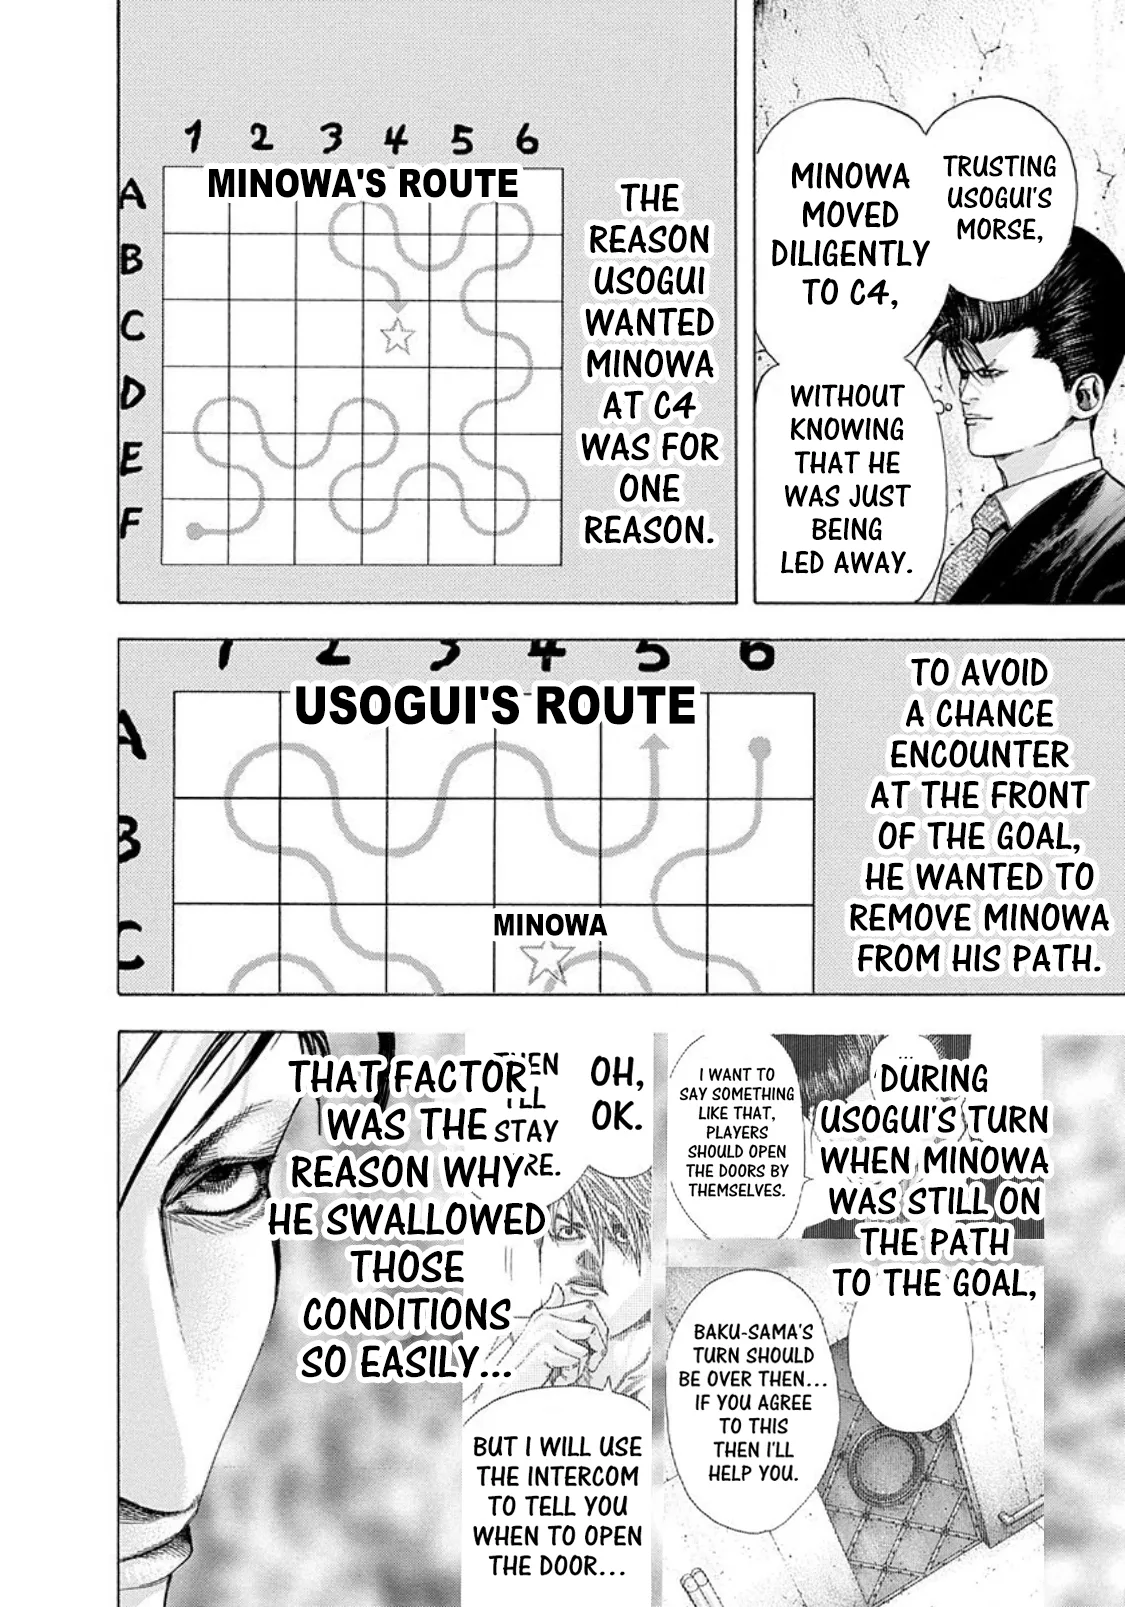 TRUSTING
USOGUI'S
MORSE,
MINOWA
MOVED
DILIGENTLY
TO C4,
WITHOUT
KNOWING
THAT HE
WAS JUST
BEING
LED AWAY.
1 2 3 4 5 6
MINOWA'S ROUTE
A
B
C
D
E
F
THE
REASON
USOGUI
WANTED
MINOWA
AT C4
WAS FOR
ONE
REASON.
1 2 3 4 5 6
USOGUI'S ROUTE
A
B
C
MINOWA
TO AVOID
A CHANCE
ENCOUNTER
AT THE FRONT
OF THE GOAL,
HE WANTED TO
REMOVE MINOWA
FROM HIS PATH.
...
DURING
USOGUI'S TURN
WHEN MINOWA
WAS STILL ON
THE PATH
TO THE GOAL,
I WANT TO
SAY SOMETHING
LIKE THAT,
PLAYERS
SHOULD OPEN
THE DOORS BY
THEMSELVES.
BAKU-SAMA'S
TURN SHOULD
BE OVER THEN...
IF YOU AGREE
TO THIS
THEN I'LL
HELP YOU.
OH,
OK.
STAY
BUT I WILL USE
THE INTERCOM
TO TELL YOU
WHEN TO OPEN
THE DOOR...
THAT FACTOR
WAS THE
REASON WHY
HE SWALLOWED
THOSE
CONDITIONS
SO EASILY...